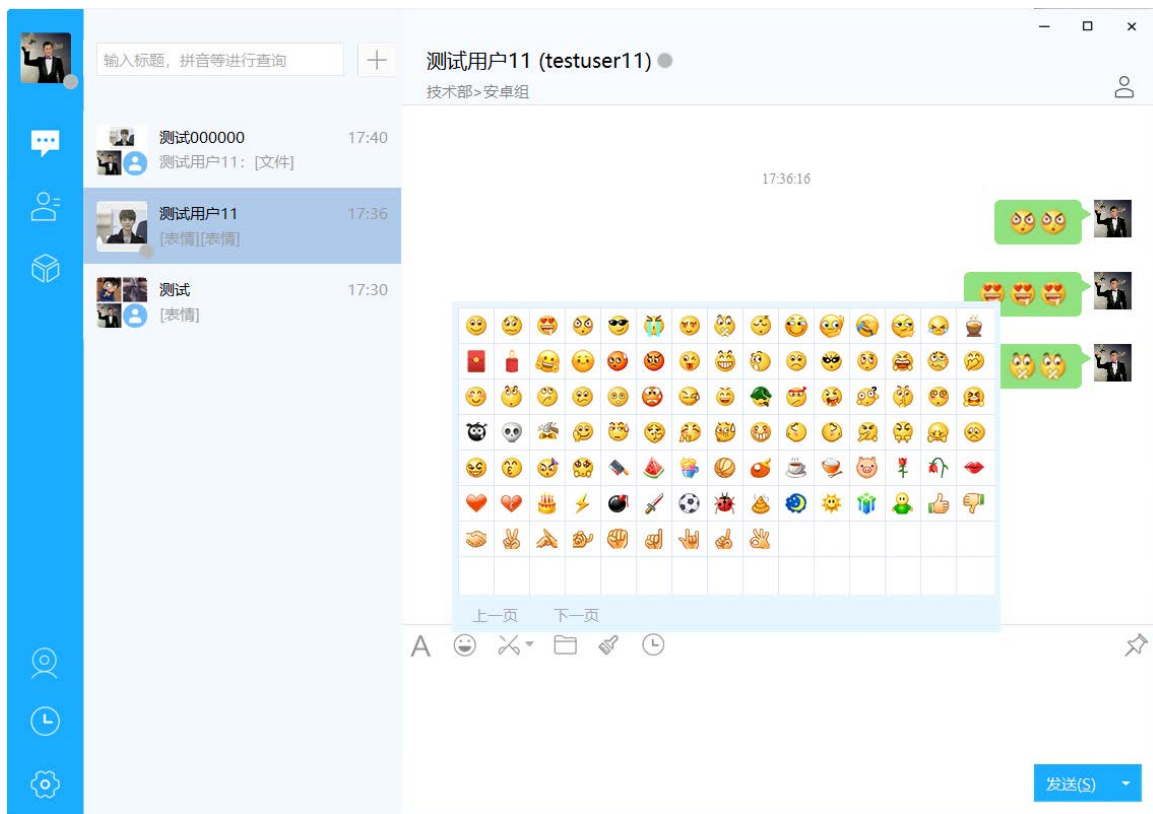 输入标题，拼音等进行查询
测试000000
17:40
测试用户11：[文件]
测试用户11
17:36
[表情][表情]
测试
17:30
[表情]
测试用户11 (testuser11)
技术部>安卓组
17:36:16
上一页
下一页
A
发送(S)